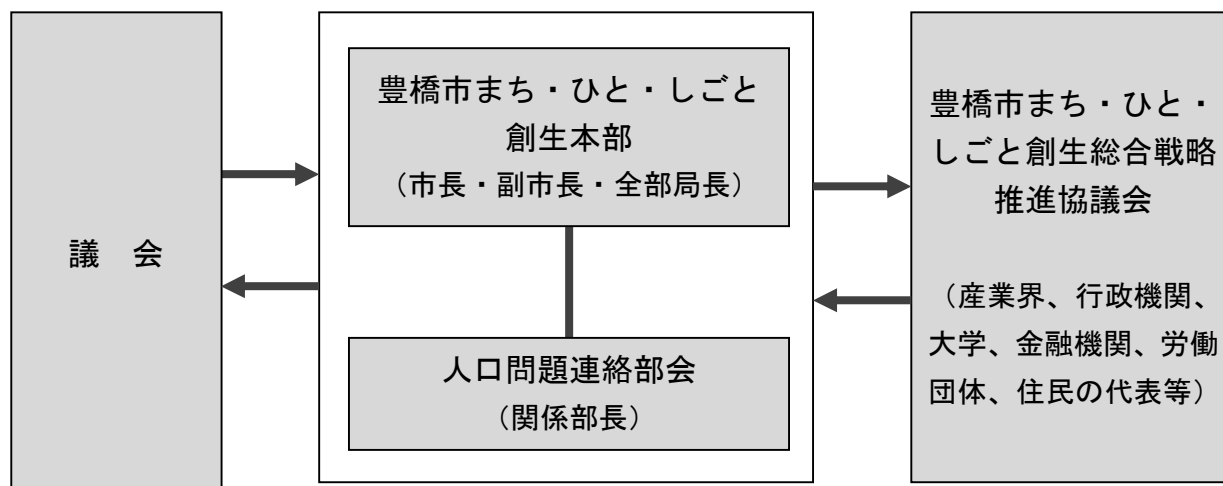 議　会
豊橋市まち・ひと・しごと
創生本部
（市長・副市長・全部局長）
人口問題連絡部会
（関係部長）
豊橋市まち・ひと・
しごと創生総合戦略
推進協議会
（産業界、行政機関、
大学、金融機関、労働
団体、住民の代表等）